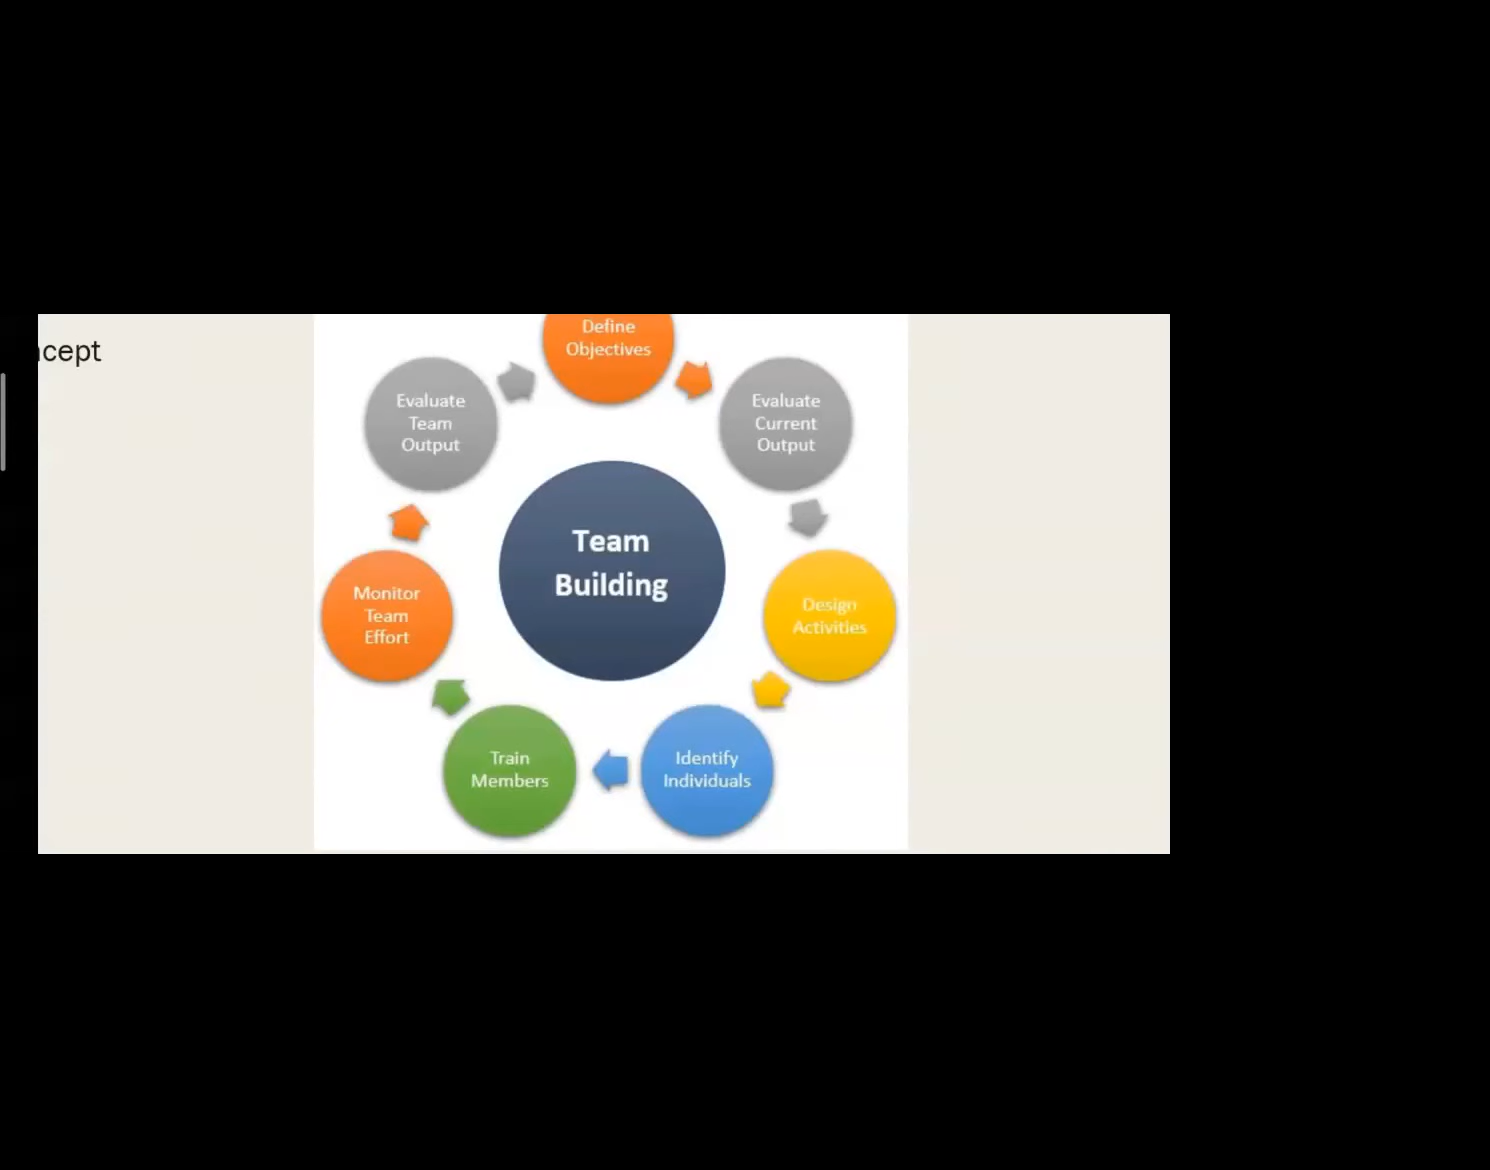 cept
Define
Objectives
Evaluate
Current
Output
Design
Activities
Identify
Individuals
Train
Members
Monitor
Team
Effort
Evaluate
Team
Output
Team
Building